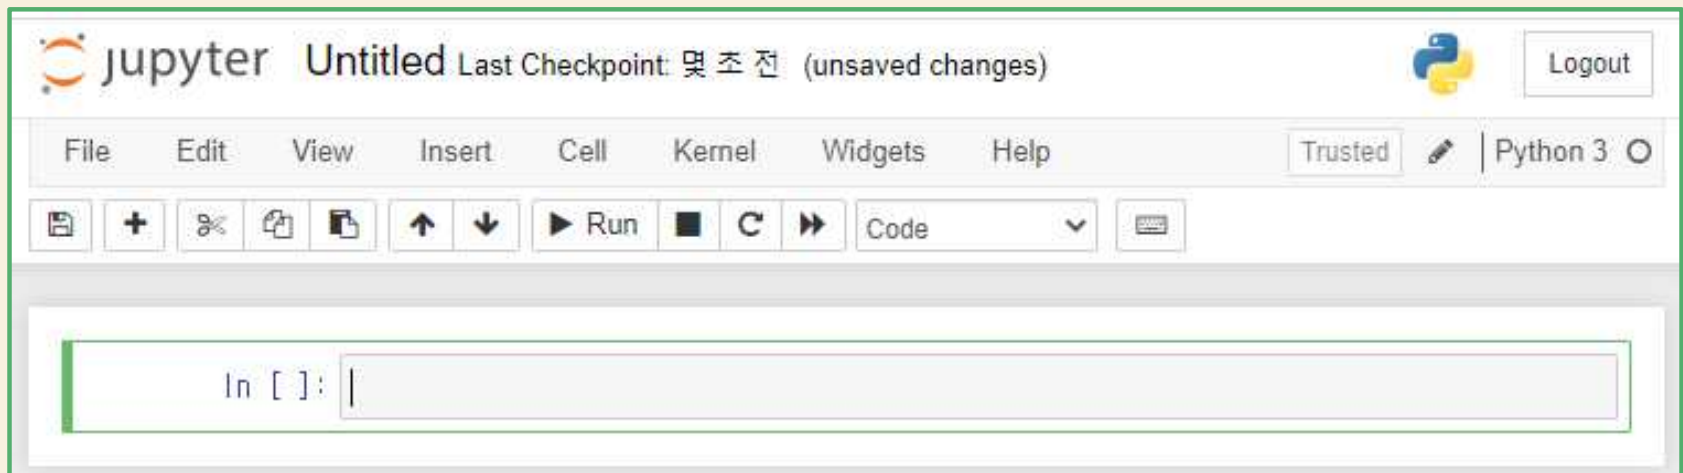 jupyter Untitled Last Checkpoint: 몇 초 전 (unsaved changes) Logout
File Edit View Insert Cell Kernel Widgets Help Trusted Python 3
Run Code
In [ ]: